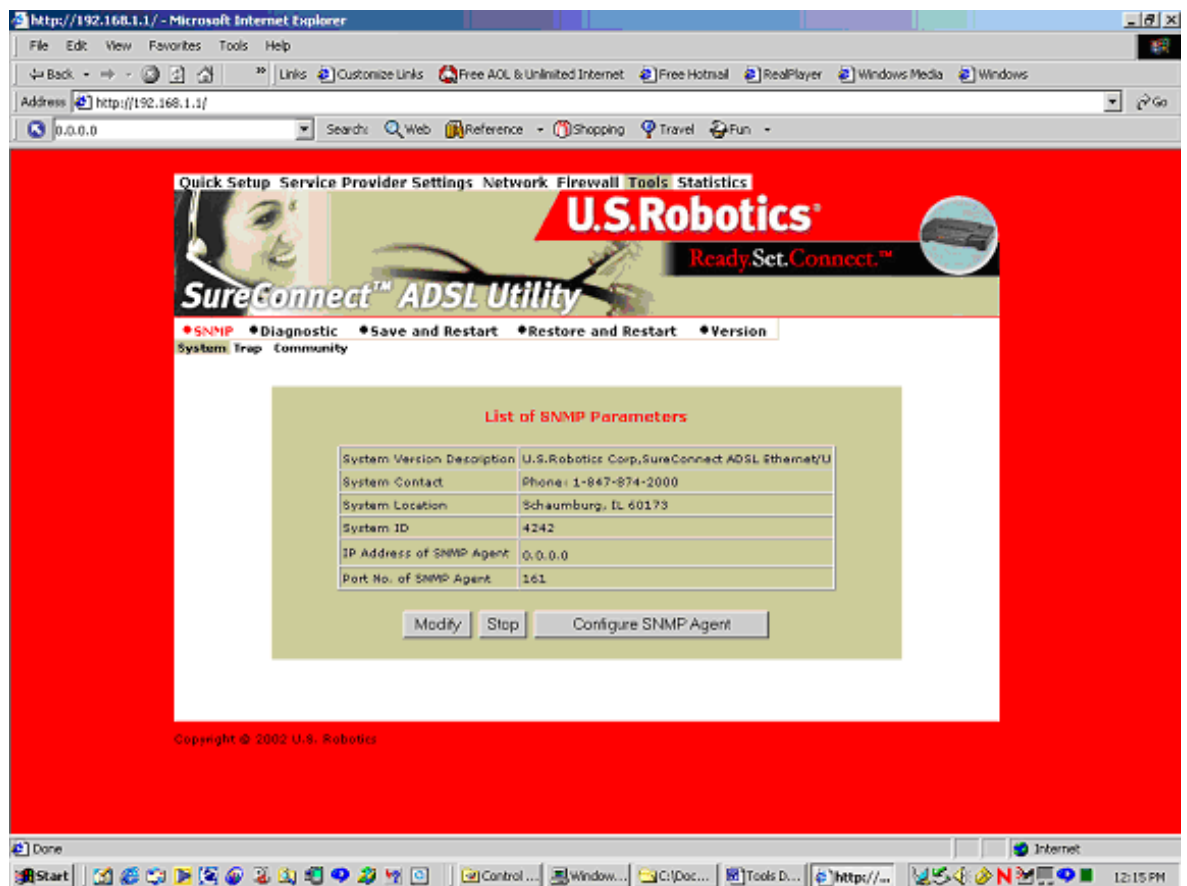 http://192.168.1.1/ - Microsoft Internet Explorer
File Edit View Favorites Tools Help
Back Links Customize Links Free AOL & Unlimited Internet Free Hotmail RealPlayer Windows Media Windows
Address http://192.168.1.1/ Go
0.0.0.0 Search: Web Reference Shopping Travel Fun
Quick Setup Service Provider Settings Network Firewall Tools Statistics
U.S.Robotics®
Ready.Set.Connect.™
SureConnect™ ADSL Utility
SNMP Diagnostic Save and Restart Restore and Restart Version
System Trap Community
List of SNMP Parameters
System Version Description U.S.Robotics Corp,SureConnect ADSL Ethernet/U
System Contact Phone: 1-847-874-2000
System Location Schaumburg, IL 60173
System ID 4242
IP Address of SNMP Agent 0.0.0.0
Port No. of SNMP Agent 161
Modify Stop Configure SNMP Agent
Copyright © 2002 U.S. Robotics
Done Internet
Start Control ... Window... C:\Doc... Tools D... http://... N 12:15 PM